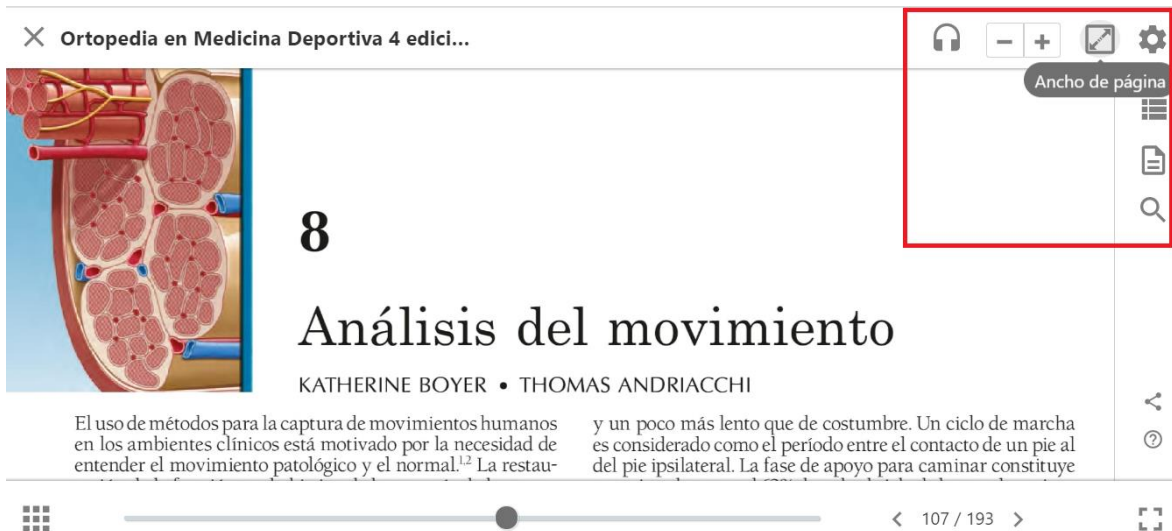 Ortopedia en Medicina Deportiva 4 edici...
Ancho de página
8
Análisis del movimiento
KATHERINE BOYER • THOMAS ANDRIACCHI
El uso de métodos para la captura de movimientos humanos
en los ambientes clínicos está motivado por la necesidad de
entender el movimiento patológico y el normal.1,2 La restau-
y un poco más lento que de costumbre. Un ciclo de marcha
es considerado como el período entre el contacto de un pie al
del pie ipsilateral. La fase de apoyo para caminar constituye
107 / 193